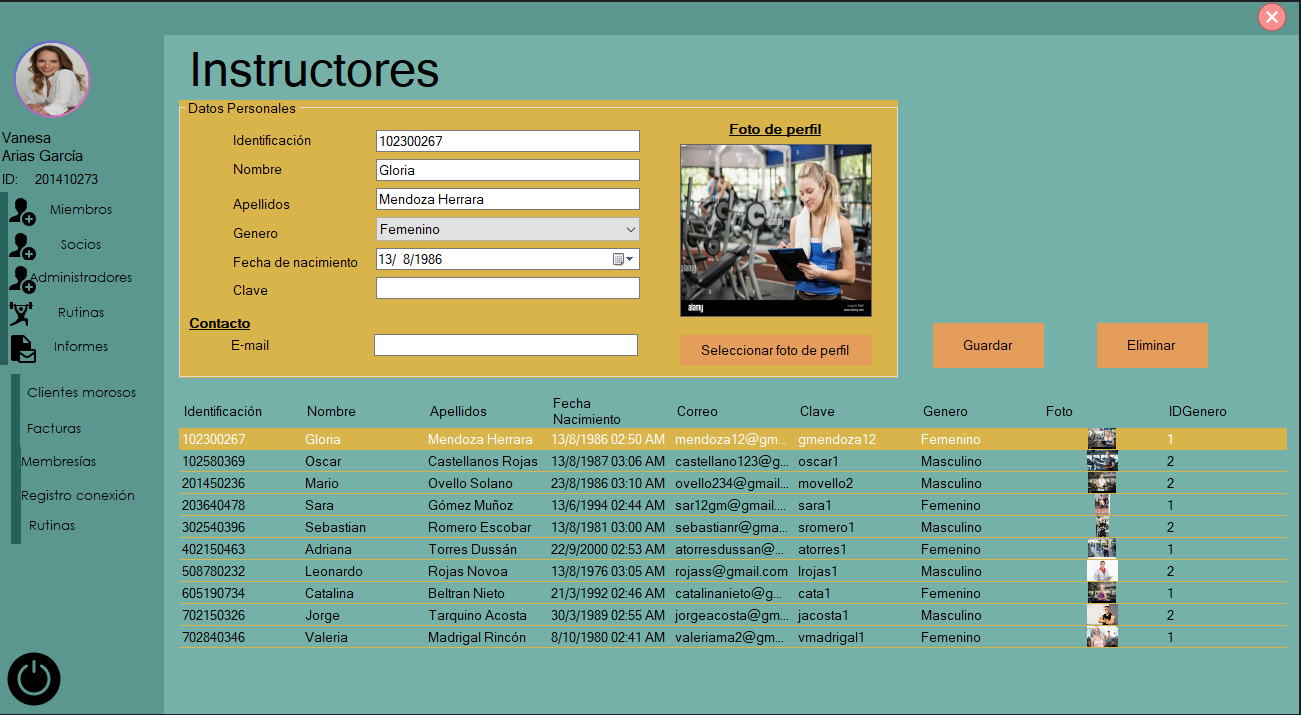 Instructores
Vanesa
Arias García
ID: 201410273
Miembros
Socios
Administradores
Rutinas
Informes
Clientes morosos
Facturas
Membresías
Registro conexión
Rutinas
Datos Personales
Identificación 102300267
Nombre Gloria
Apellidos Mendoza Herrara
Genero Femenino
Fecha de nacimiento 13/ 8/1986
Clave
Contacto
E-mail
Foto de perfil
alamy
alamy
Seleccionar foto de perfil
Guardar
Eliminar
Identificación Nombre Apellidos Fecha Nacimiento Correo Clave Genero Foto IDGenero
102300267 Gloria Mendoza Herrara 13/8/1986 02:50 AM mendoza12@gm... gmendoza12 Femenino 1
102580369 Oscar Castellanos Rojas 13/8/1987 03:06 AM castellano123@g... oscar1 Masculino 2
201450236 Mario Ovello Solano 23/8/1986 03:10 AM ovello234@gmail... movello2 Masculino 2
203640478 Sara Gómez Muñoz 13/6/1994 02:44 AM sar12gm@gmail.... sara1 Femenino 1
302540396 Sebastian Romero Escobar 13/8/1981 03:00 AM sebastianr@gma... sromero1 Masculino 2
402150463 Adriana Torres Dussán 22/9/2000 02:53 AM atorresdussan@... atorres1 Femenino 1
508780232 Leonardo Rojas Novoa 13/8/1976 03:05 AM rojass@gmail.com lrojas1 Masculino 2
605190734 Catalina Beltran Nieto 21/3/1992 02:46 AM catalinanieto@g... cata1 Femenino 1
702150326 Jorge Tarquino Acosta 30/3/1989 02:55 AM jorgeacosta@gm... jacosta1 Masculino 2
702840346 Valeria Madrigal Rincón 8/10/1980 02:41 AM valeriama2@gm... vmadrigal1 Femenino 1